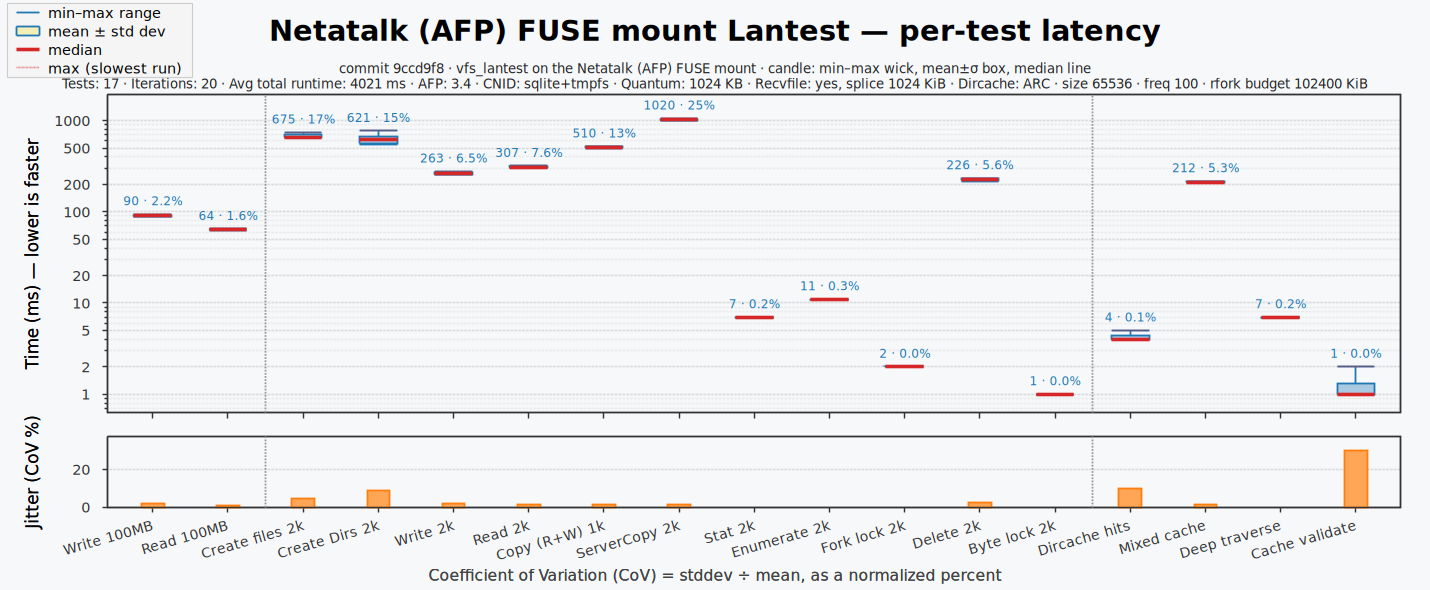 min–max range
mean ± std dev
median
max (slowest run)
Netatalk (AFP) FUSE mount Lantest — per-test latency
commit 9ccd9f8 · vfs_lantest on the Netatalk (AFP) FUSE mount · candle: min–max wick, mean±σ box, median line
Tests: 17 · Iterations: 20 · Avg total runtime: 4021 ms · AFP: 3.4 · CNID: sqlite+tmpfs · Quantum: 1024 KB · Recvfile: yes, splice 1024 KiB · Dircache: ARC · size 65536 · freq 100 · rfork budget 102400 KiB
Time (ms) — lower is faster
1000
500
200
100
50
20
10
5
2
1
90 · 2.2%
64 · 1.6%
675 · 17%
621 · 15%
263 · 6.5%
307 · 7.6%
510 · 13%
1020 · 25%
7 · 0.2%
11 · 0.3%
2 · 0.0%
226 · 5.6%
1 · 0.0%
4 · 0.1%
212 · 5.3%
7 · 0.2%
1 · 0.0%
Jitter (CoV %)
20
0
Write 100MB
Read 100MB
Create files 2k
Create Dirs 2k
Write 2k
Read 2k
Copy (R+W) 1k
ServerCopy 2k
Stat 2k
Enumerate 2k
Fork lock 2k
Delete 2k
Byte lock 2k
Dircache hits
Mixed cache
Deep traverse
Cache validate
Coefficient of Variation (CoV) = stddev ÷ mean, as a normalized percent